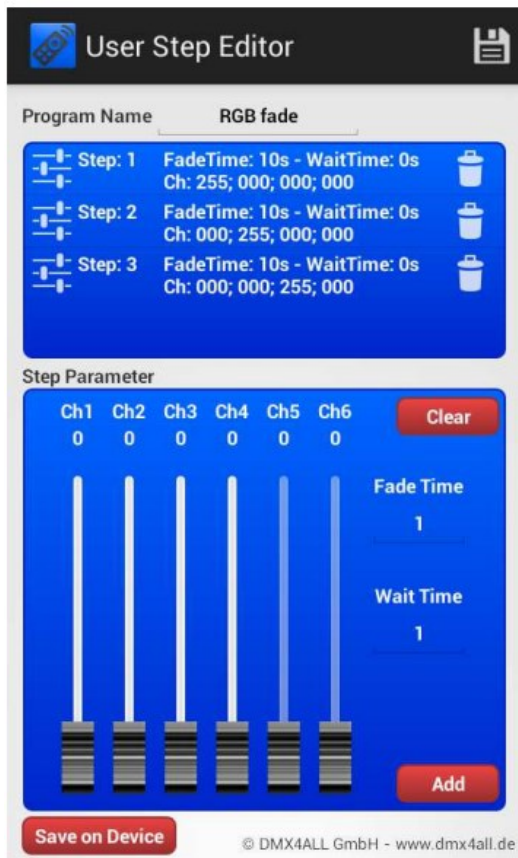 User Step Editor
Program Name RGB fade
Step: 1 FadeTime: 10s - WaitTime: 0s
Ch: 255; 000; 000; 000
Step: 2 FadeTime: 10s - WaitTime: 0s
Ch: 000; 255; 000; 000
Step: 3 FadeTime: 10s - WaitTime: 0s
Ch: 000; 000; 255; 000
Step Parameter
Ch1 Ch2 Ch3 Ch4 Ch5 Ch6 Clear
0 0 0 0 0 0
Fade Time
1
Wait Time
1
Add
Save on Device © DMX4ALL GmbH - www.dmx4all.de